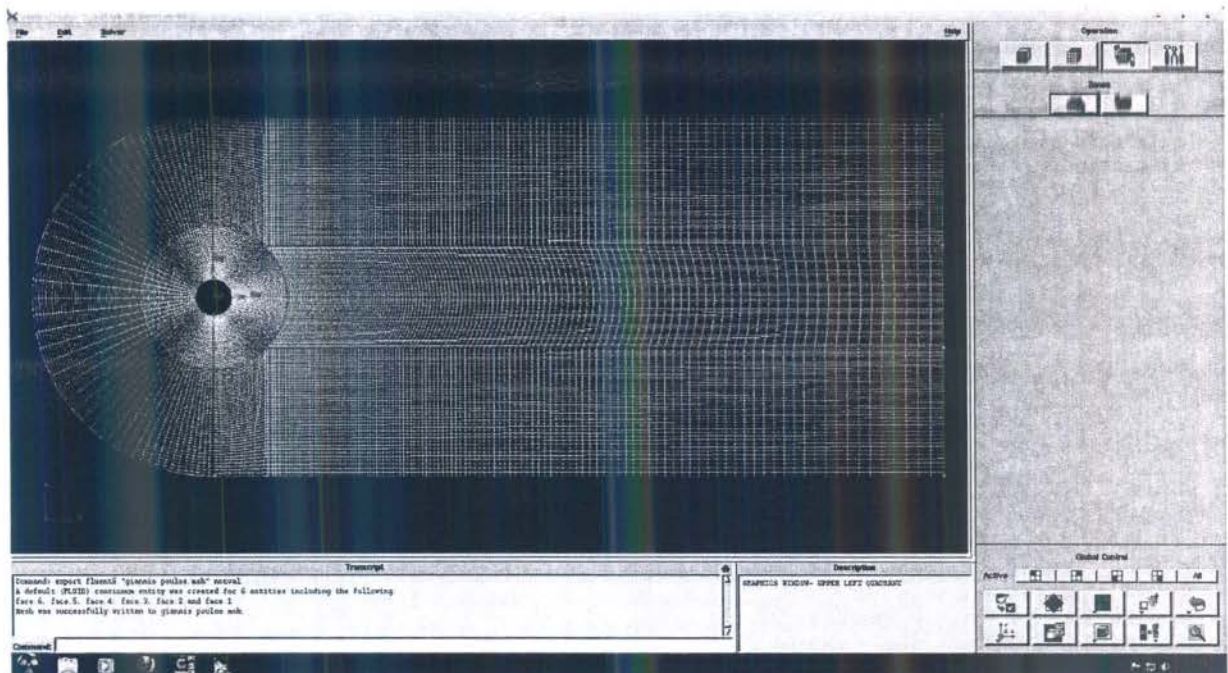 File Edit Solver Help
Operation
Zones
Global Control
Active All
Transcript
Command> export fluent5 "giannis poulos.msh" nozval
A default (FLUID) continuum entity was created for 6 entities including the following
face 6, face 5, face 4, face 3, face 2 and face 1
Mesh was successfully written to giannis poulos msh
Command:
Description
GRAPHICS WINDOW- UPPER LEFT QUADRANT